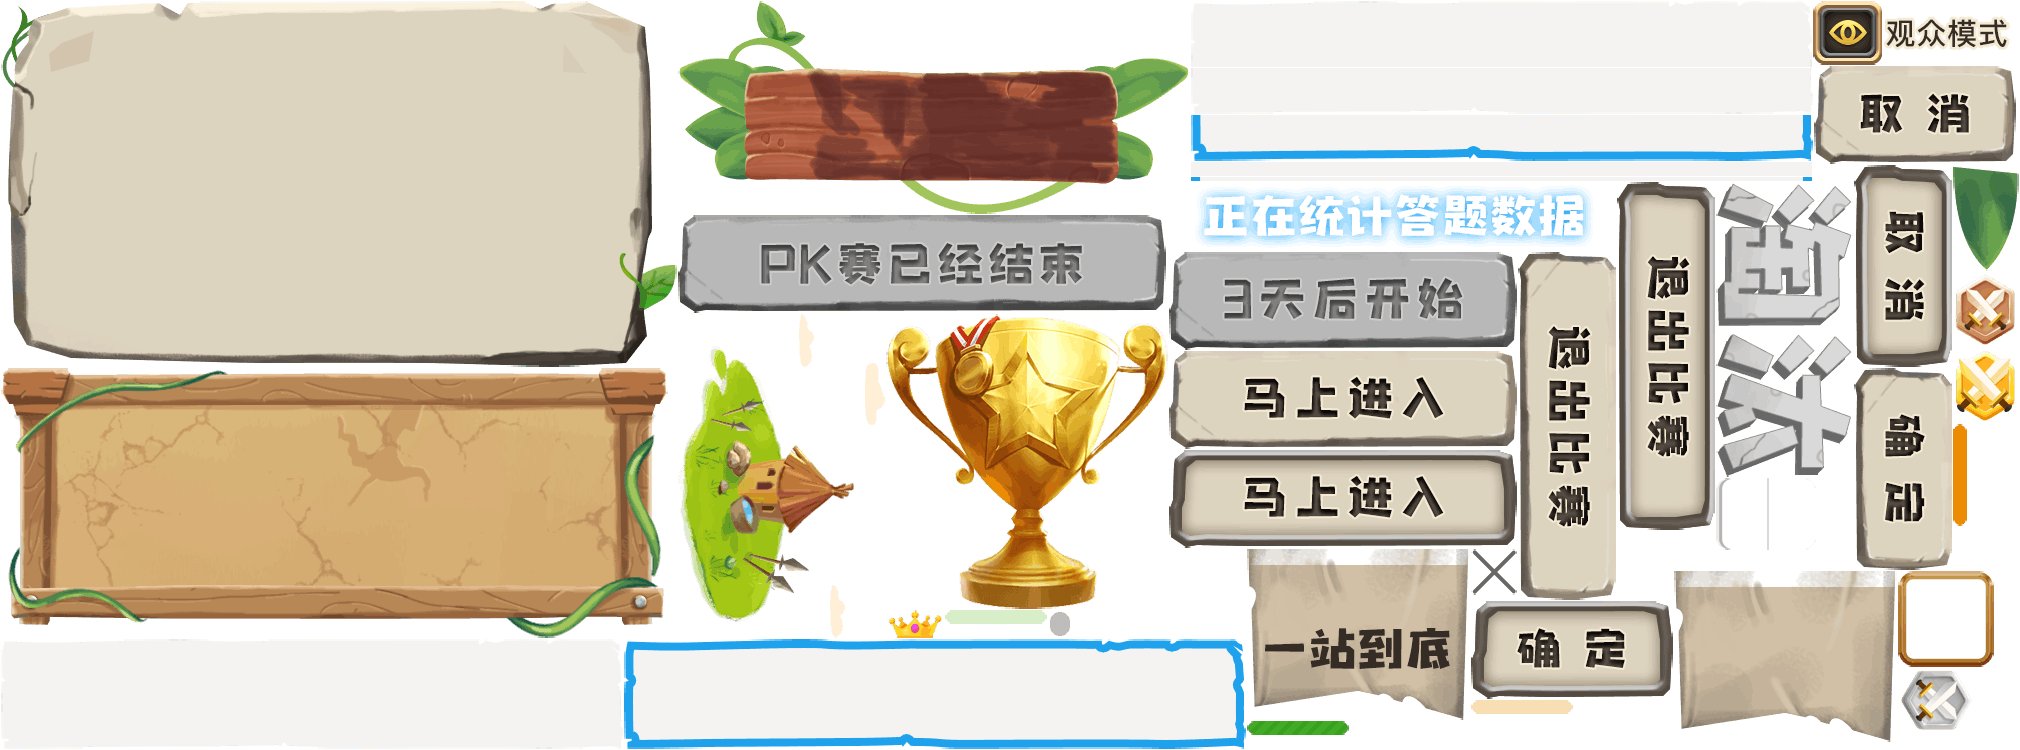 观众模式
取 消
正在统计答题数据
PK赛已经结束
3天后开始
马上进入
马上进入
退出比赛
退出比赛
淘汰
取消
确定
一站到底
确 定